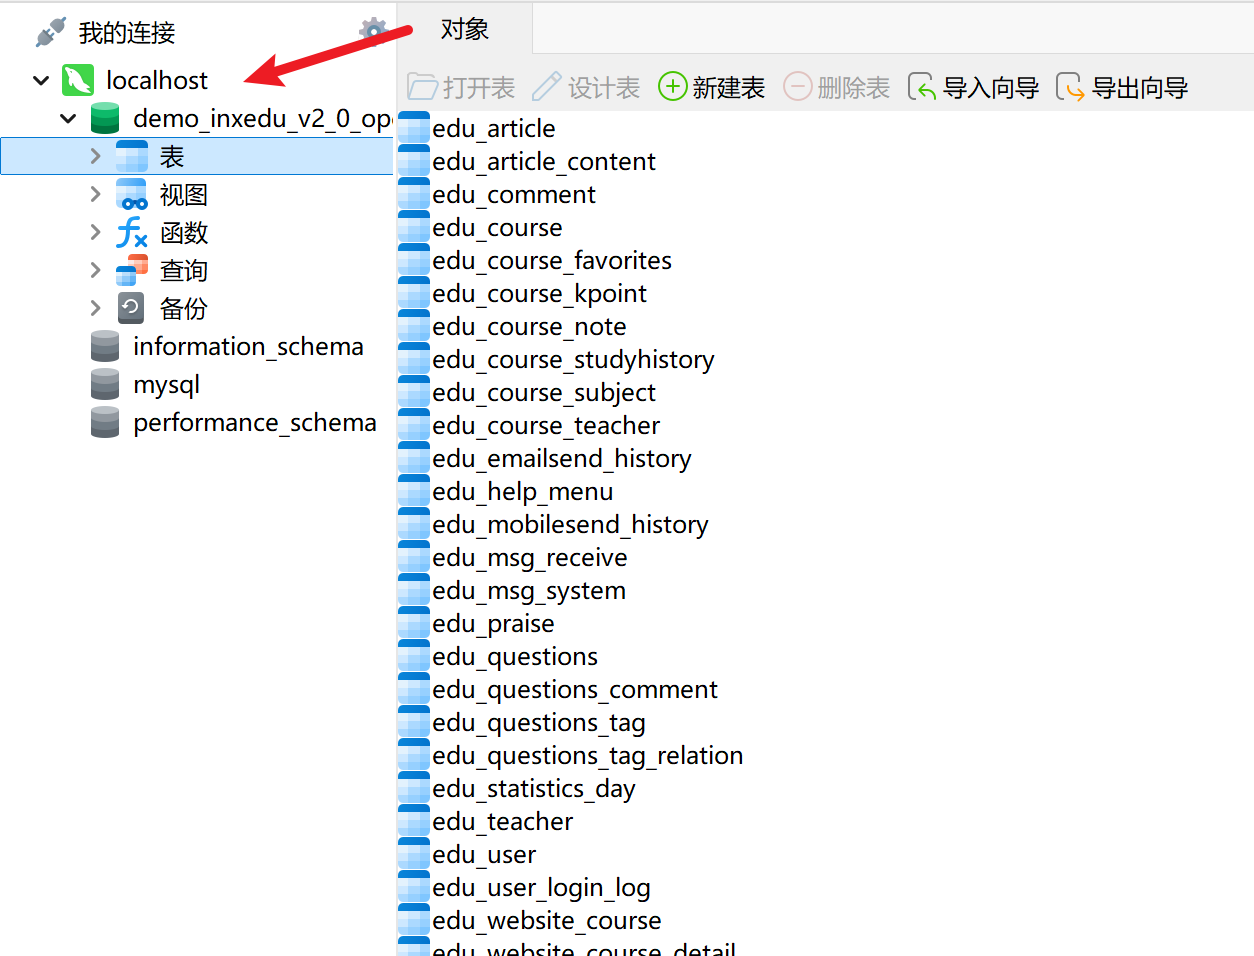 我的连接
localhost
demo_inxedu_v2_0_op
表
视图
函数
查询
备份
information_schema
mysql
performance_schema
对象
打开表 设计表 新建表 删除表 导入向导 导出向导
edu_article
edu_article_content
edu_comment
edu_course
edu_course_favorites
edu_course_kpoint
edu_course_note
edu_course_studyhistory
edu_course_subject
edu_course_teacher
edu_emailsend_history
edu_help_menu
edu_mobilesend_history
edu_msg_receive
edu_msg_system
edu_praise
edu_questions
edu_questions_comment
edu_questions_tag
edu_questions_tag_relation
edu_statistics_day
edu_teacher
edu_user
edu_user_login_log
edu_website_course
edu_website_course_detail